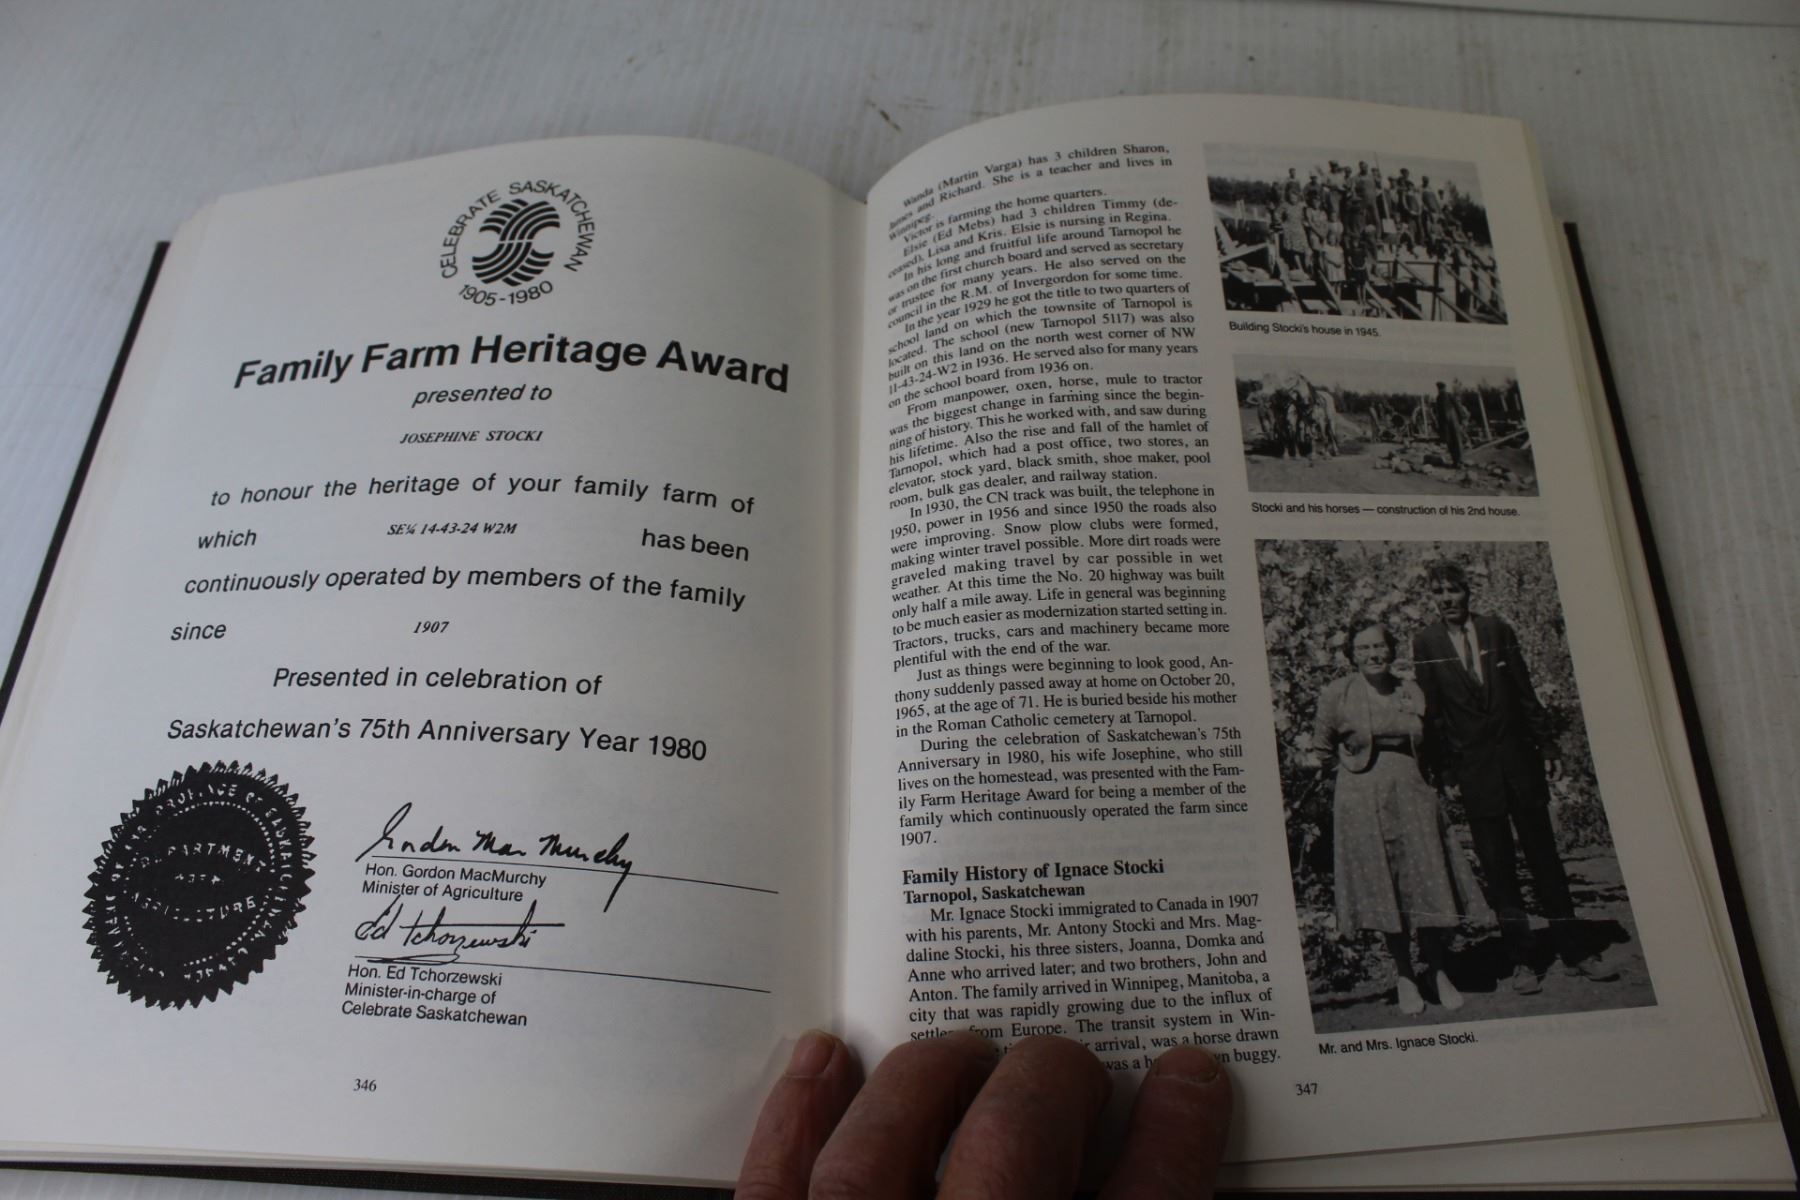 CELEBRATE SASKATCHEWAN
1905-1980
Family Farm Heritage Award
presented to
JOSEPHINE STOCKI
to honour the heritage of your family farm of
which SE¼ 14-43-24 W2M has been
continuously operated by members of the family
since 1907
Presented in celebration of
Saskatchewan's 75th Anniversary Year 1980
DEPARTMENT
AGRICULTURE
Gordon MacMurchy
Hon. Gordon MacMurchy
Minister of Agriculture
Ed Tchorzewski
Hon. Ed Tchorzewski
Minister-in-charge of
Celebrate Saskatchewan
346
Wanda (Martin Varga) has 3 children Sharon,
James and Richard. She is a teacher and lives in
Winnipeg.
Victor is farming the home quarters.
Elsie (Ed Mebs) had 3 children Timmy (de-
ceased), Lisa and Kris. Elsie is nursing in Regina.
In his long and fruitful life around Tarnopol he
was on the first church board and served as secretary
or trustee for many years. He also served on the
council in the R.M. of Invergordon for some time.
In the year 1929 he got the title to two quarters of
school land on which the townsite of Tarnopol is
located. The school (new Tarnopol 5117) was also
built on this land on the north west corner of NW
11-43-24-W2 in 1936. He served also for many years
on the school board from 1936 on.
From manpower, oxen, horse, mule to tractor
was the biggest change in farming since the begin-
ning of history. This he worked with, and saw during
his lifetime. Also the rise and fall of the hamlet of
Tarnopol, which had a post office, two stores, an
elevator, stock yard, black smith, shoe maker, pool
room, bulk gas dealer, and railway station.
In 1930, the CN track was built, the telephone in
1950, power in 1956 and since 1950 the roads also
were improving. Snow plow clubs were formed,
making winter travel possible. More dirt roads were
graveled making travel by car possible in wet
weather. At this time the No. 20 highway was built
only half a mile away. Life in general was beginning
to be much easier as modernization started setting in.
Tractors, trucks, cars and machinery became more
plentiful with the end of the war.
Just as things were beginning to look good, An-
thony suddenly passed away at home on October 20,
1965, at the age of 71. He is buried beside his mother
in the Roman Catholic cemetery at Tarnopol.
During the celebration of Saskatchewan's 75th
Anniversary in 1980, his wife Josephine, who still
lives on the homestead, was presented with the Fam-
ily Farm Heritage Award for being a member of the
family which continuously operated the farm since
1907.
Family History of Ignace Stocki
Tarnopol, Saskatchewan
Mr. Ignace Stocki immigrated to Canada in 1907
with his parents, Mr. Antony Stocki and Mrs. Mag-
daline Stocki, his three sisters, Joanna, Domka and
Anne who arrived later; and two brothers, John and
Anton. The family arrived in Winnipeg, Manitoba, a
city that was rapidly growing due to the influx of
from Europe. The transit system in Win-
arrival, was a horse drawn
was a buggy.
Building Stocki's house in 1945.
Stocki and his horses — construction of his 2nd house.
Mr. and Mrs. Ignace Stocki.
347